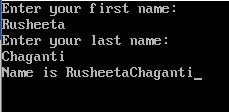 Enter your first name:
Rusheeta
Enter your last name:
Chaganti
Name is RusheetaChaganti_